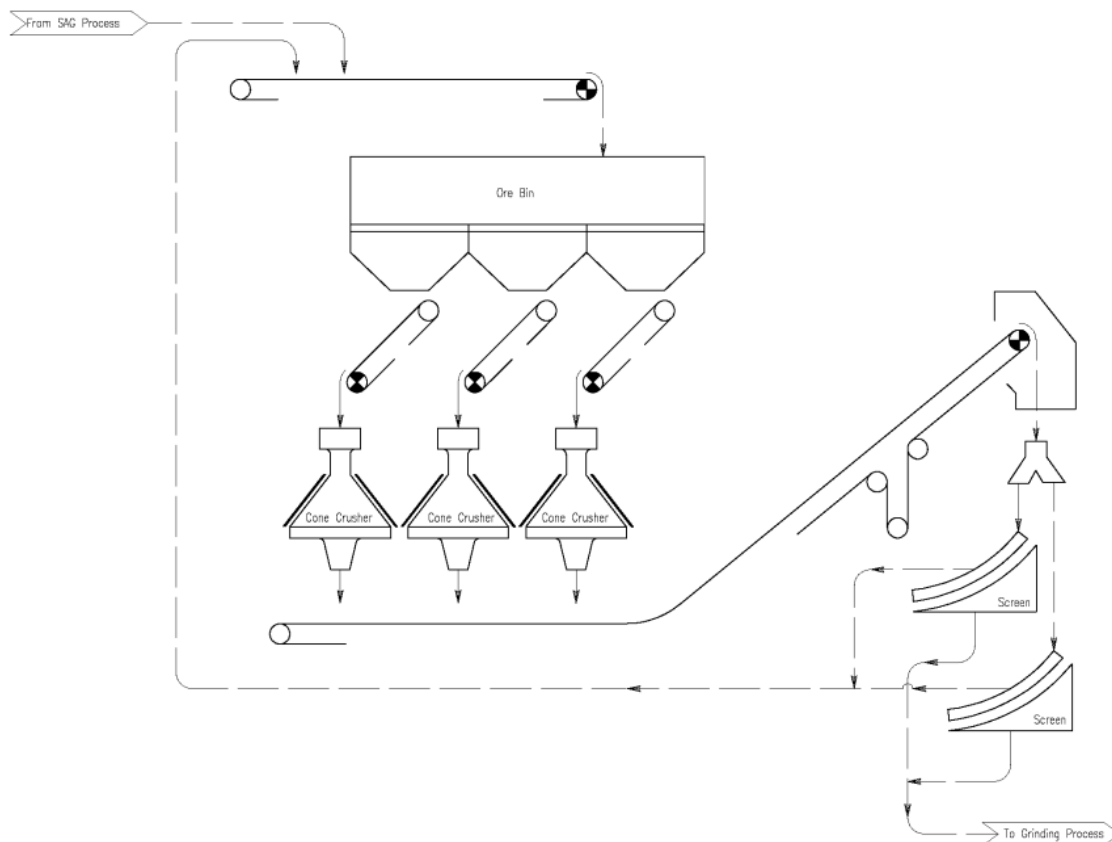 From SAG Process
Ore Bin
Cone Crusher
Cone Crusher
Cone Crusher
Screen
Screen
To Grinding Process